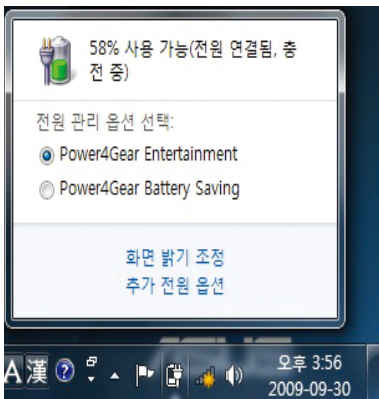 58% 사용 가능(전원 연결됨, 충
전 중)
전원 관리 옵션 선택:
Power4Gear Entertainment
Power4Gear Battery Saving
화면 밝기 조정
추가 전원 옵션
A 漢 ?
오후 3:56
2009-09-30